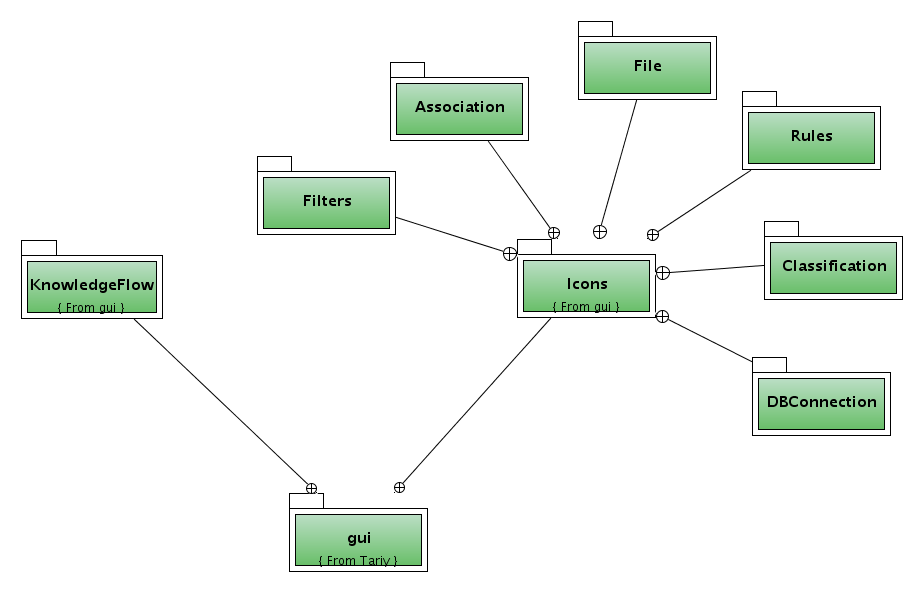 File
Association
Rules
Filters
Classification
KnowledgeFlow
{ From gui }
Icons
{ From gui }
DBConnection
gui
{ From Tariy }